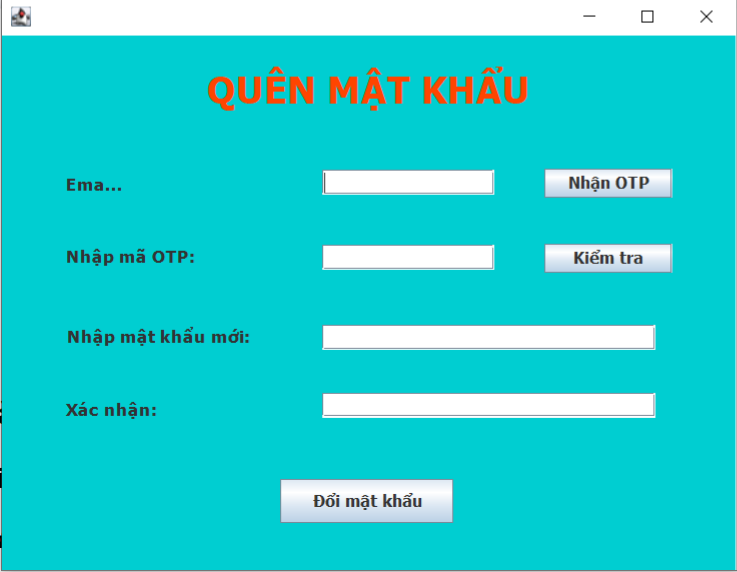 QUÊN MẬT KHẨU
Ema... Nhận OTP
Nhập mã OTP: Kiểm tra
Nhập mật khẩu mới:
Xác nhận:
Đổi mật khẩu